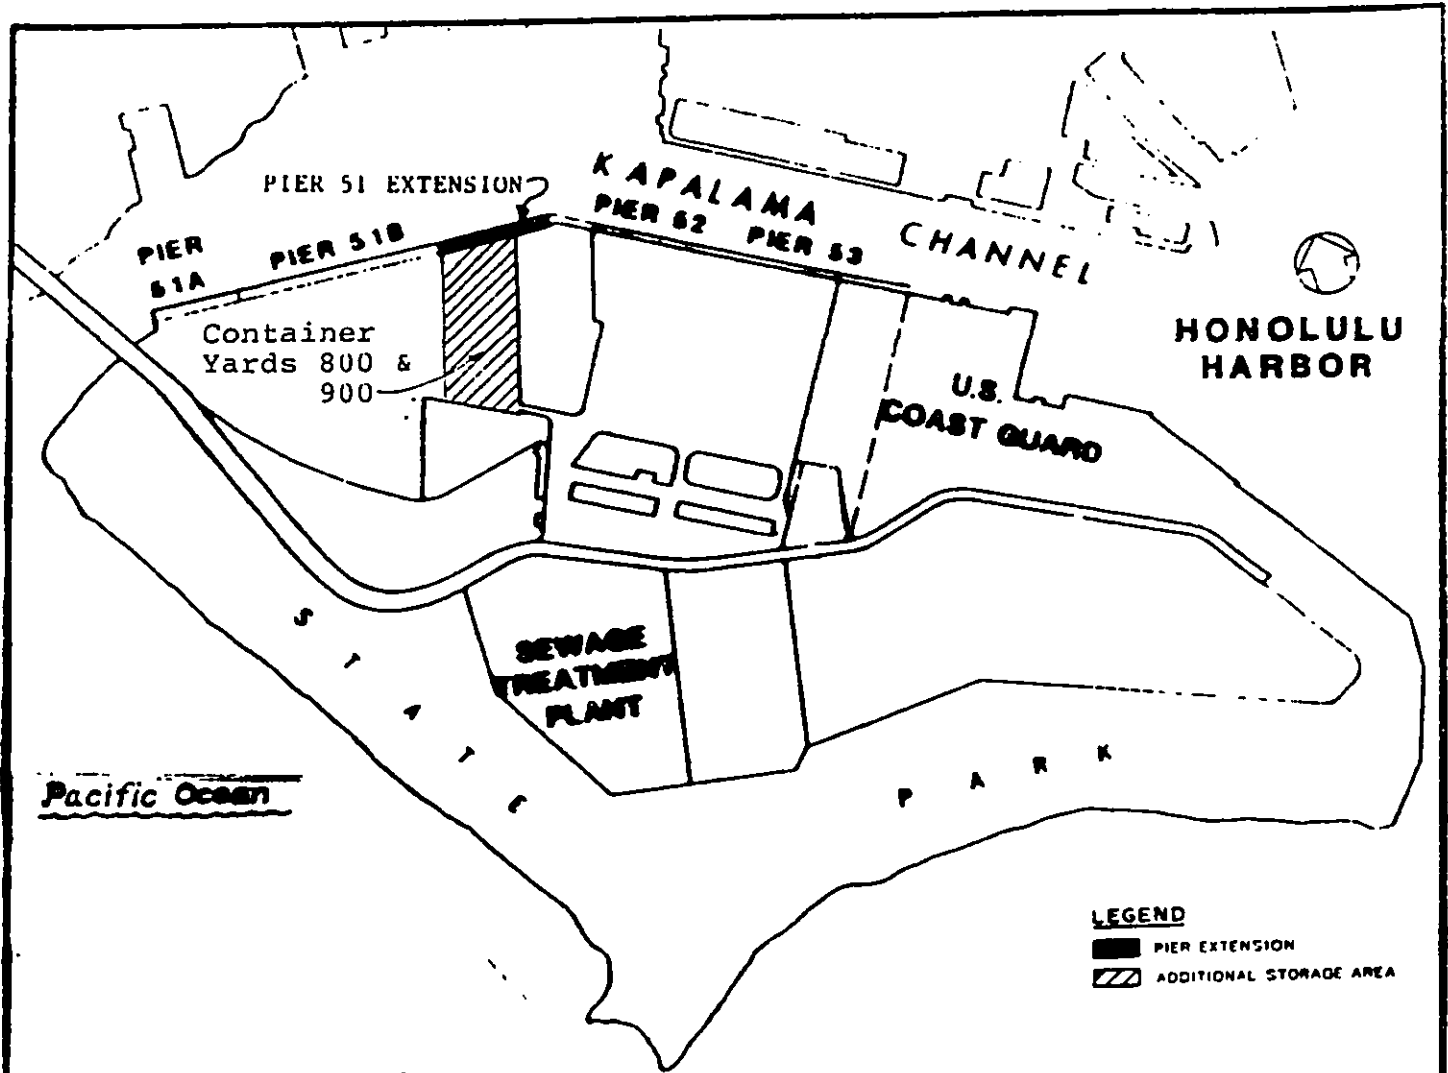 PIER 51 EXTENSION
KAPALAMA
CHANNEL
PIER
51A
PIER 51B
PIER 52
PIER 53
Container
Yards 800 &
900
HONOLULU
HARBOR
U.S.
COAST GUARD
SEWAGE
TREATMENT
PLANT
STATE
PARK
Pacific Ocean
LEGEND
PIER EXTENSION
ADDITIONAL STORAGE AREA